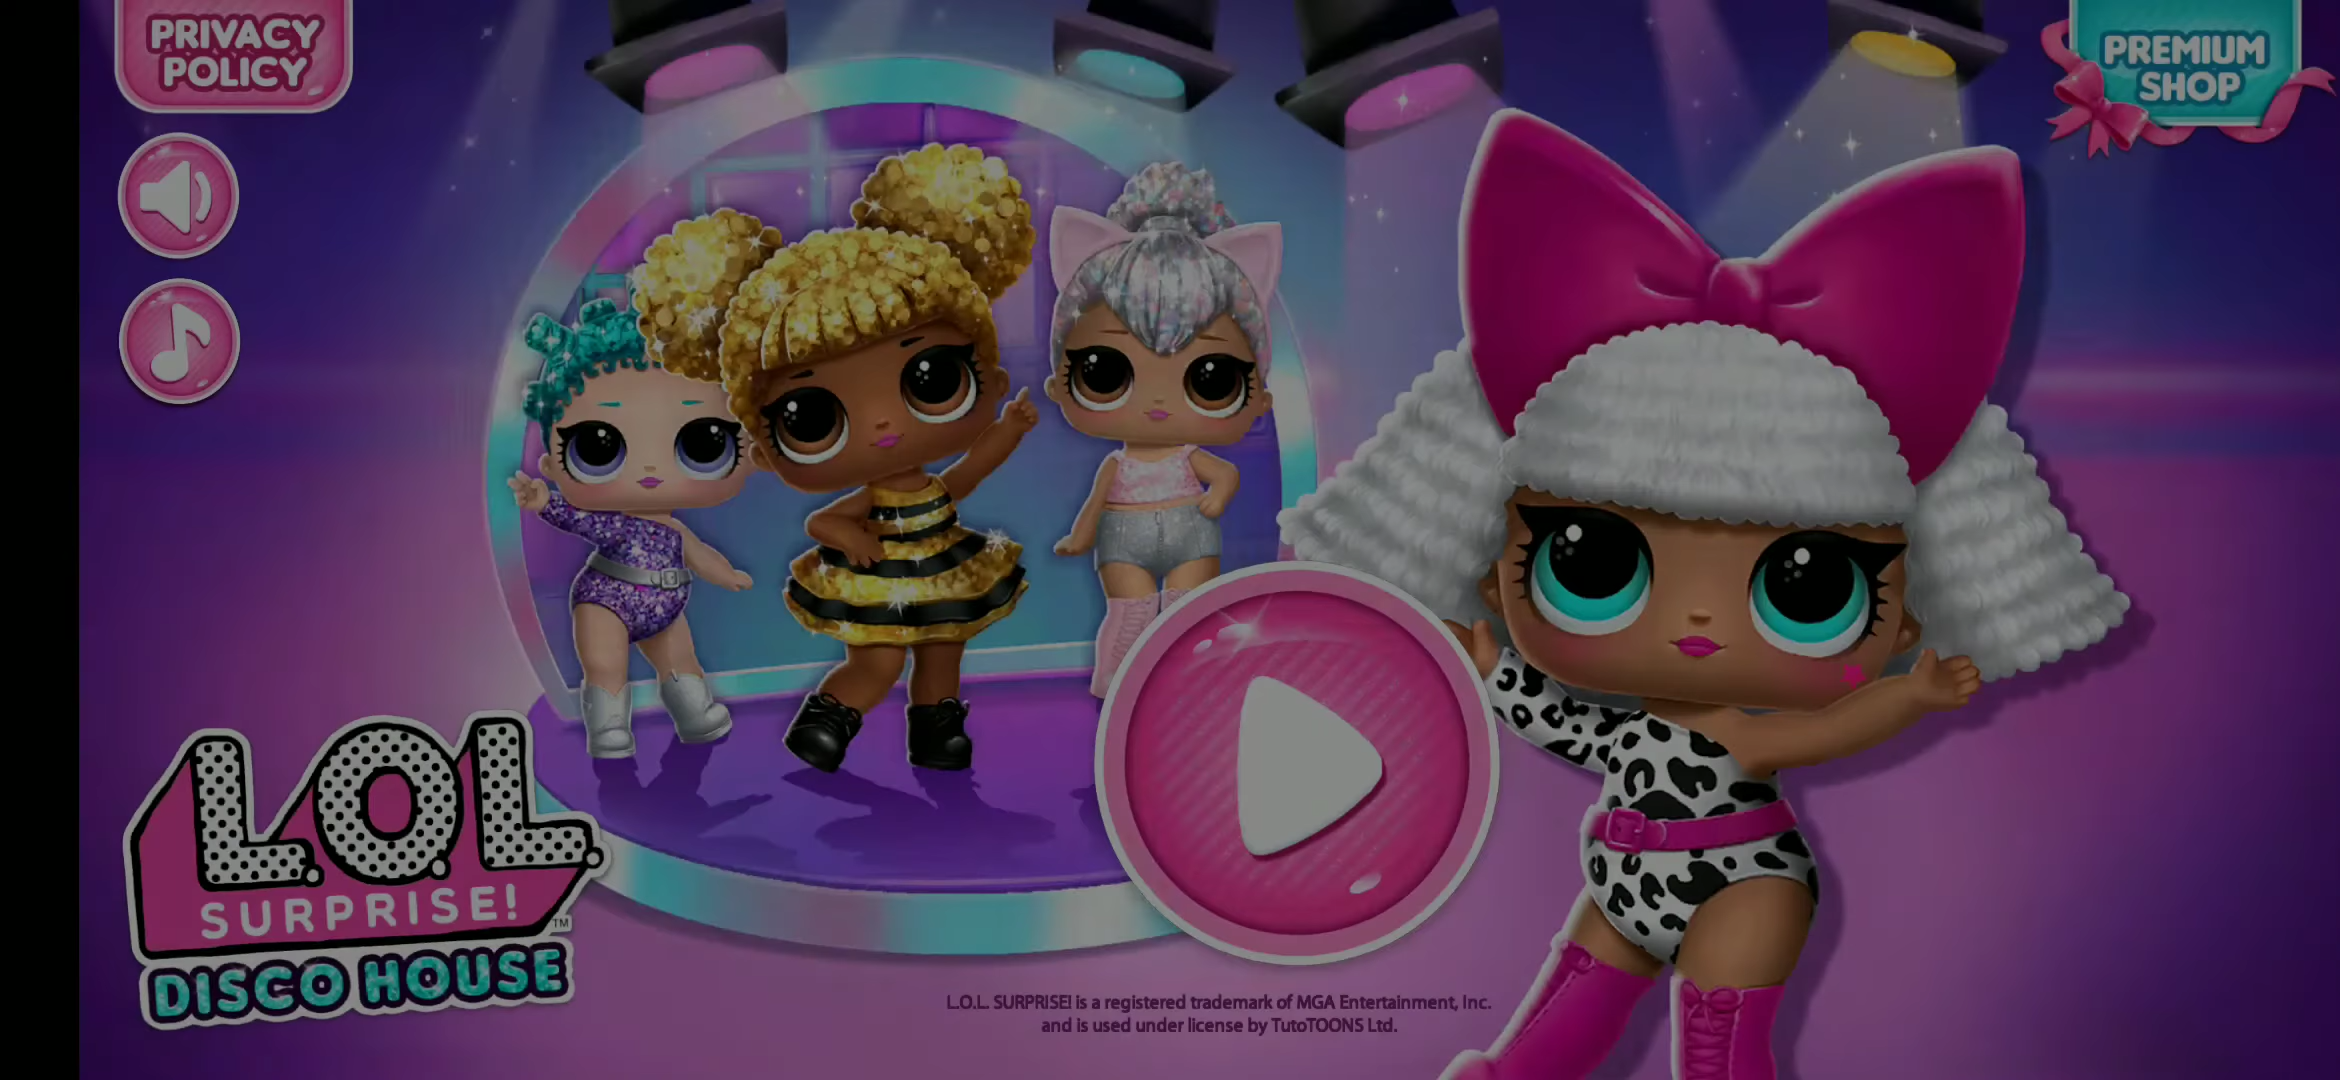 PRIVACY
POLICY
PREMIUM
SHOP
L.O.L.
SURPRISE!
™
DISCO HOUSE
L.O.L. SURPRISE! is a registered trademark of MGA Entertainment, Inc.
and is used under license by TutoTOONS Ltd.